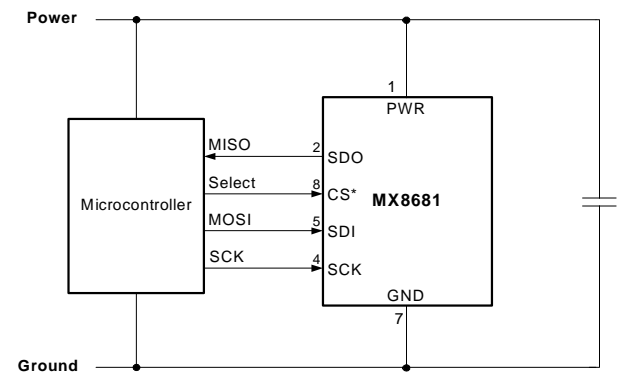 Power
1
PWR
MISO
2
SDO
Select
8
CS*
MX8681
Microcontroller
MOSI
5
SDI
SCK
4
SCK
GND
7
Ground